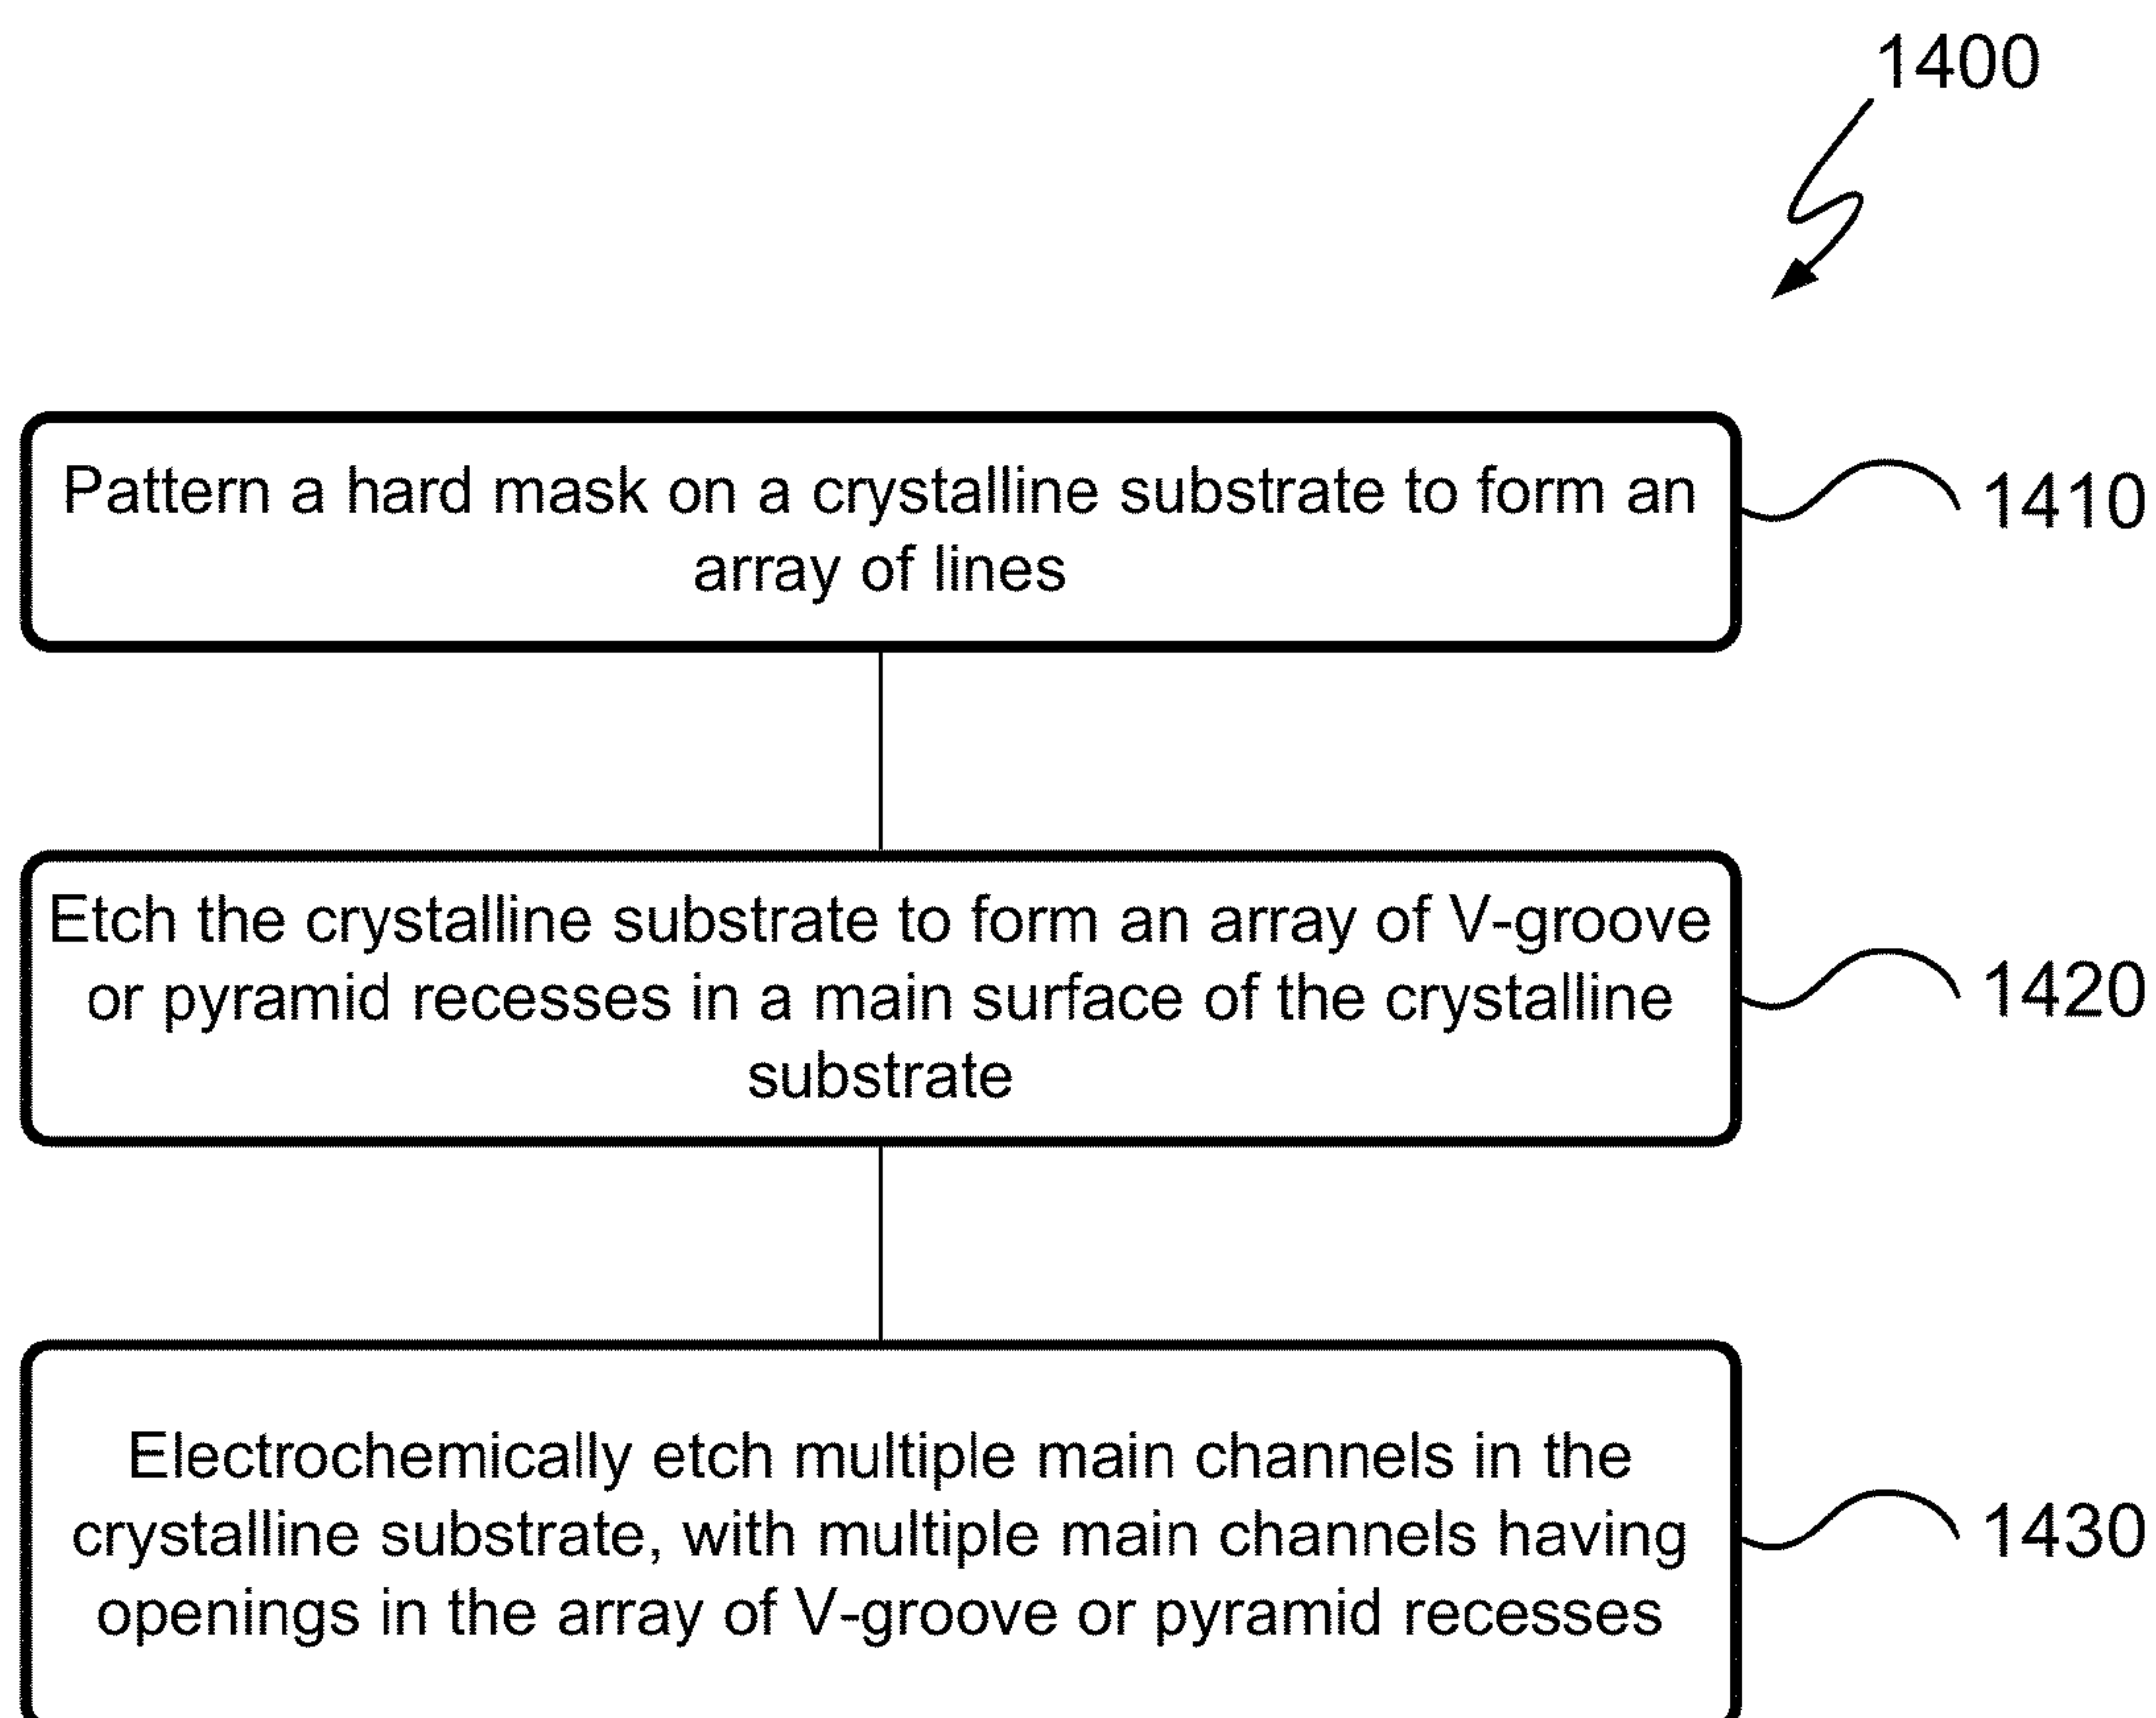 1400
Pattern a hard mask on a crystalline substrate to form an
array of lines
1410
Etch the crystalline substrate to form an array of V-groove
or pyramid recesses in a main surface of the crystalline
substrate
1420
Electrochemically etch multiple main channels in the
crystalline substrate, with multiple main channels having
openings in the array of V-groove or pyramid recesses
1430